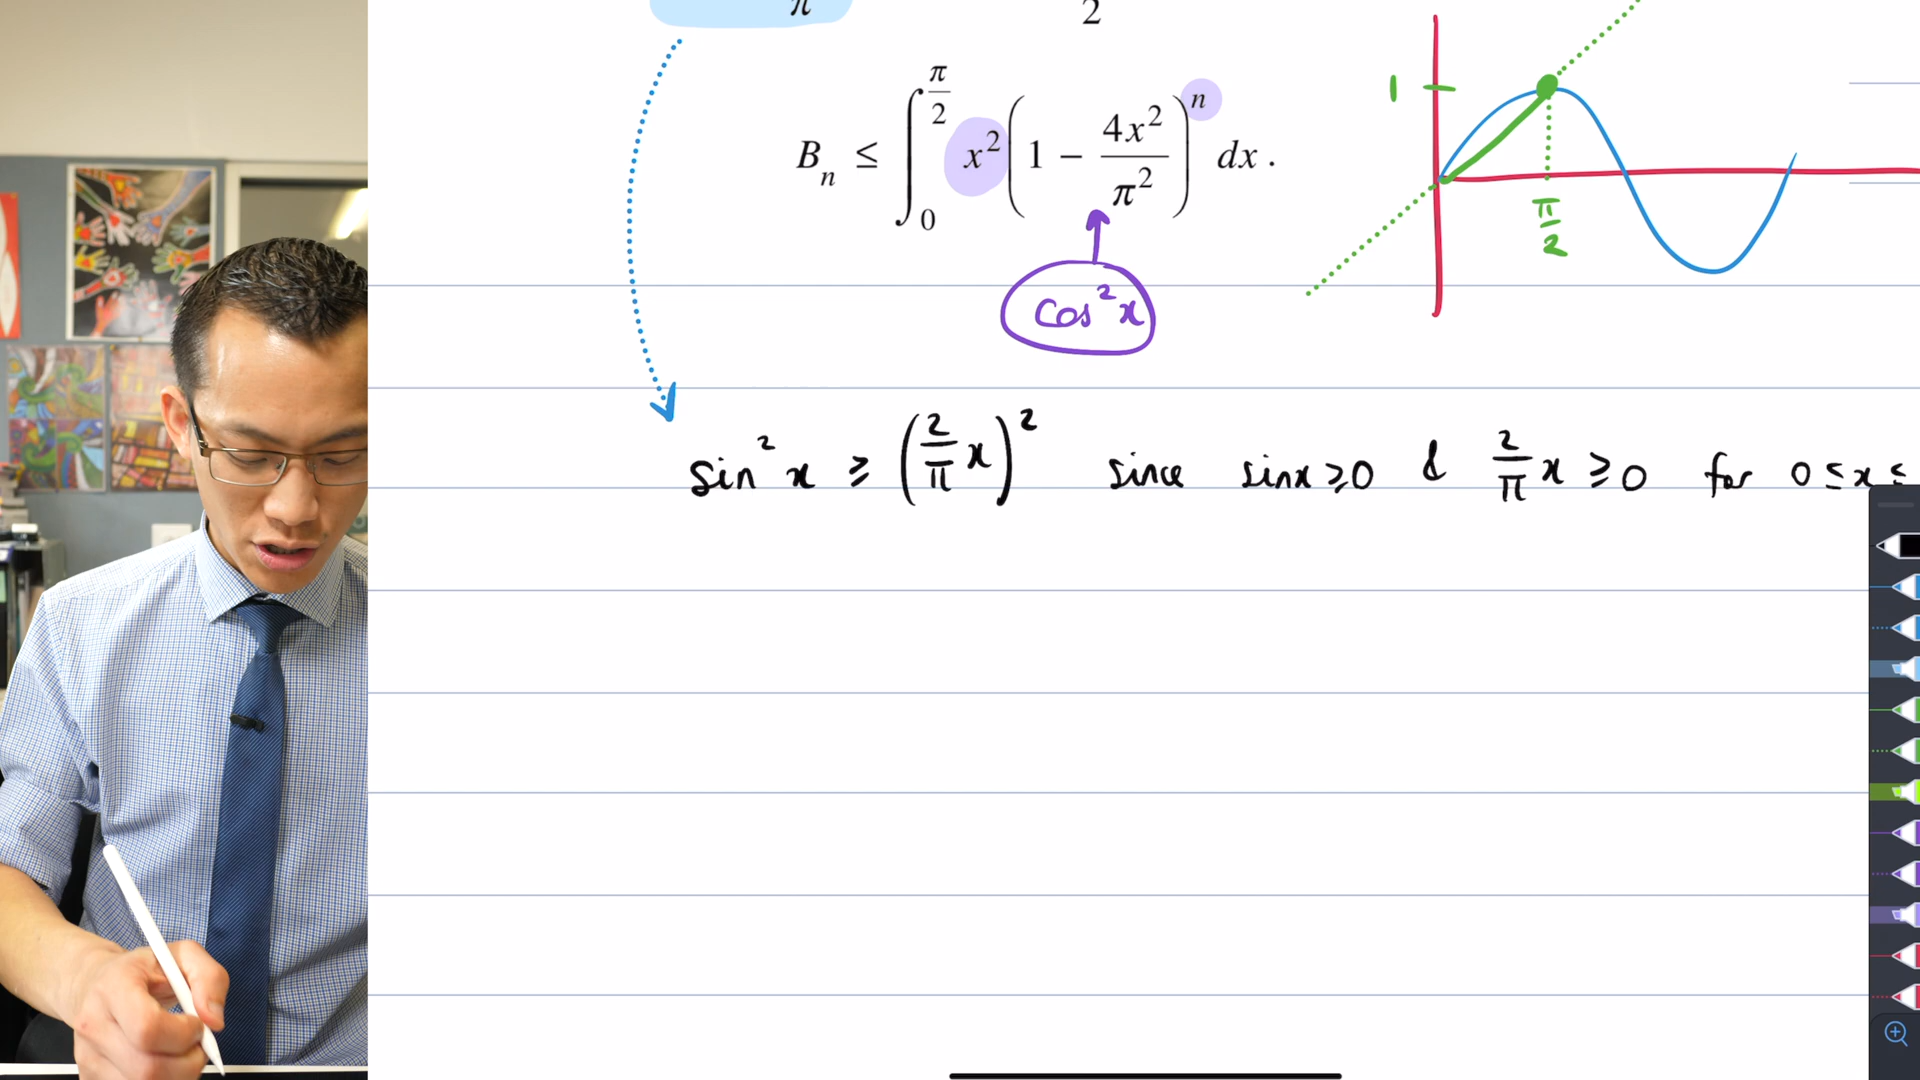 π
2
B_n ≤ ∫_0^{π/2} x²(1 − 4x²/π²)^n dx .
cos²x
1
π/2
sin²x ≥ (2/π x)² since sinx ≥ 0 & 2/π x ≥ 0 for 0 ≤ x ≤